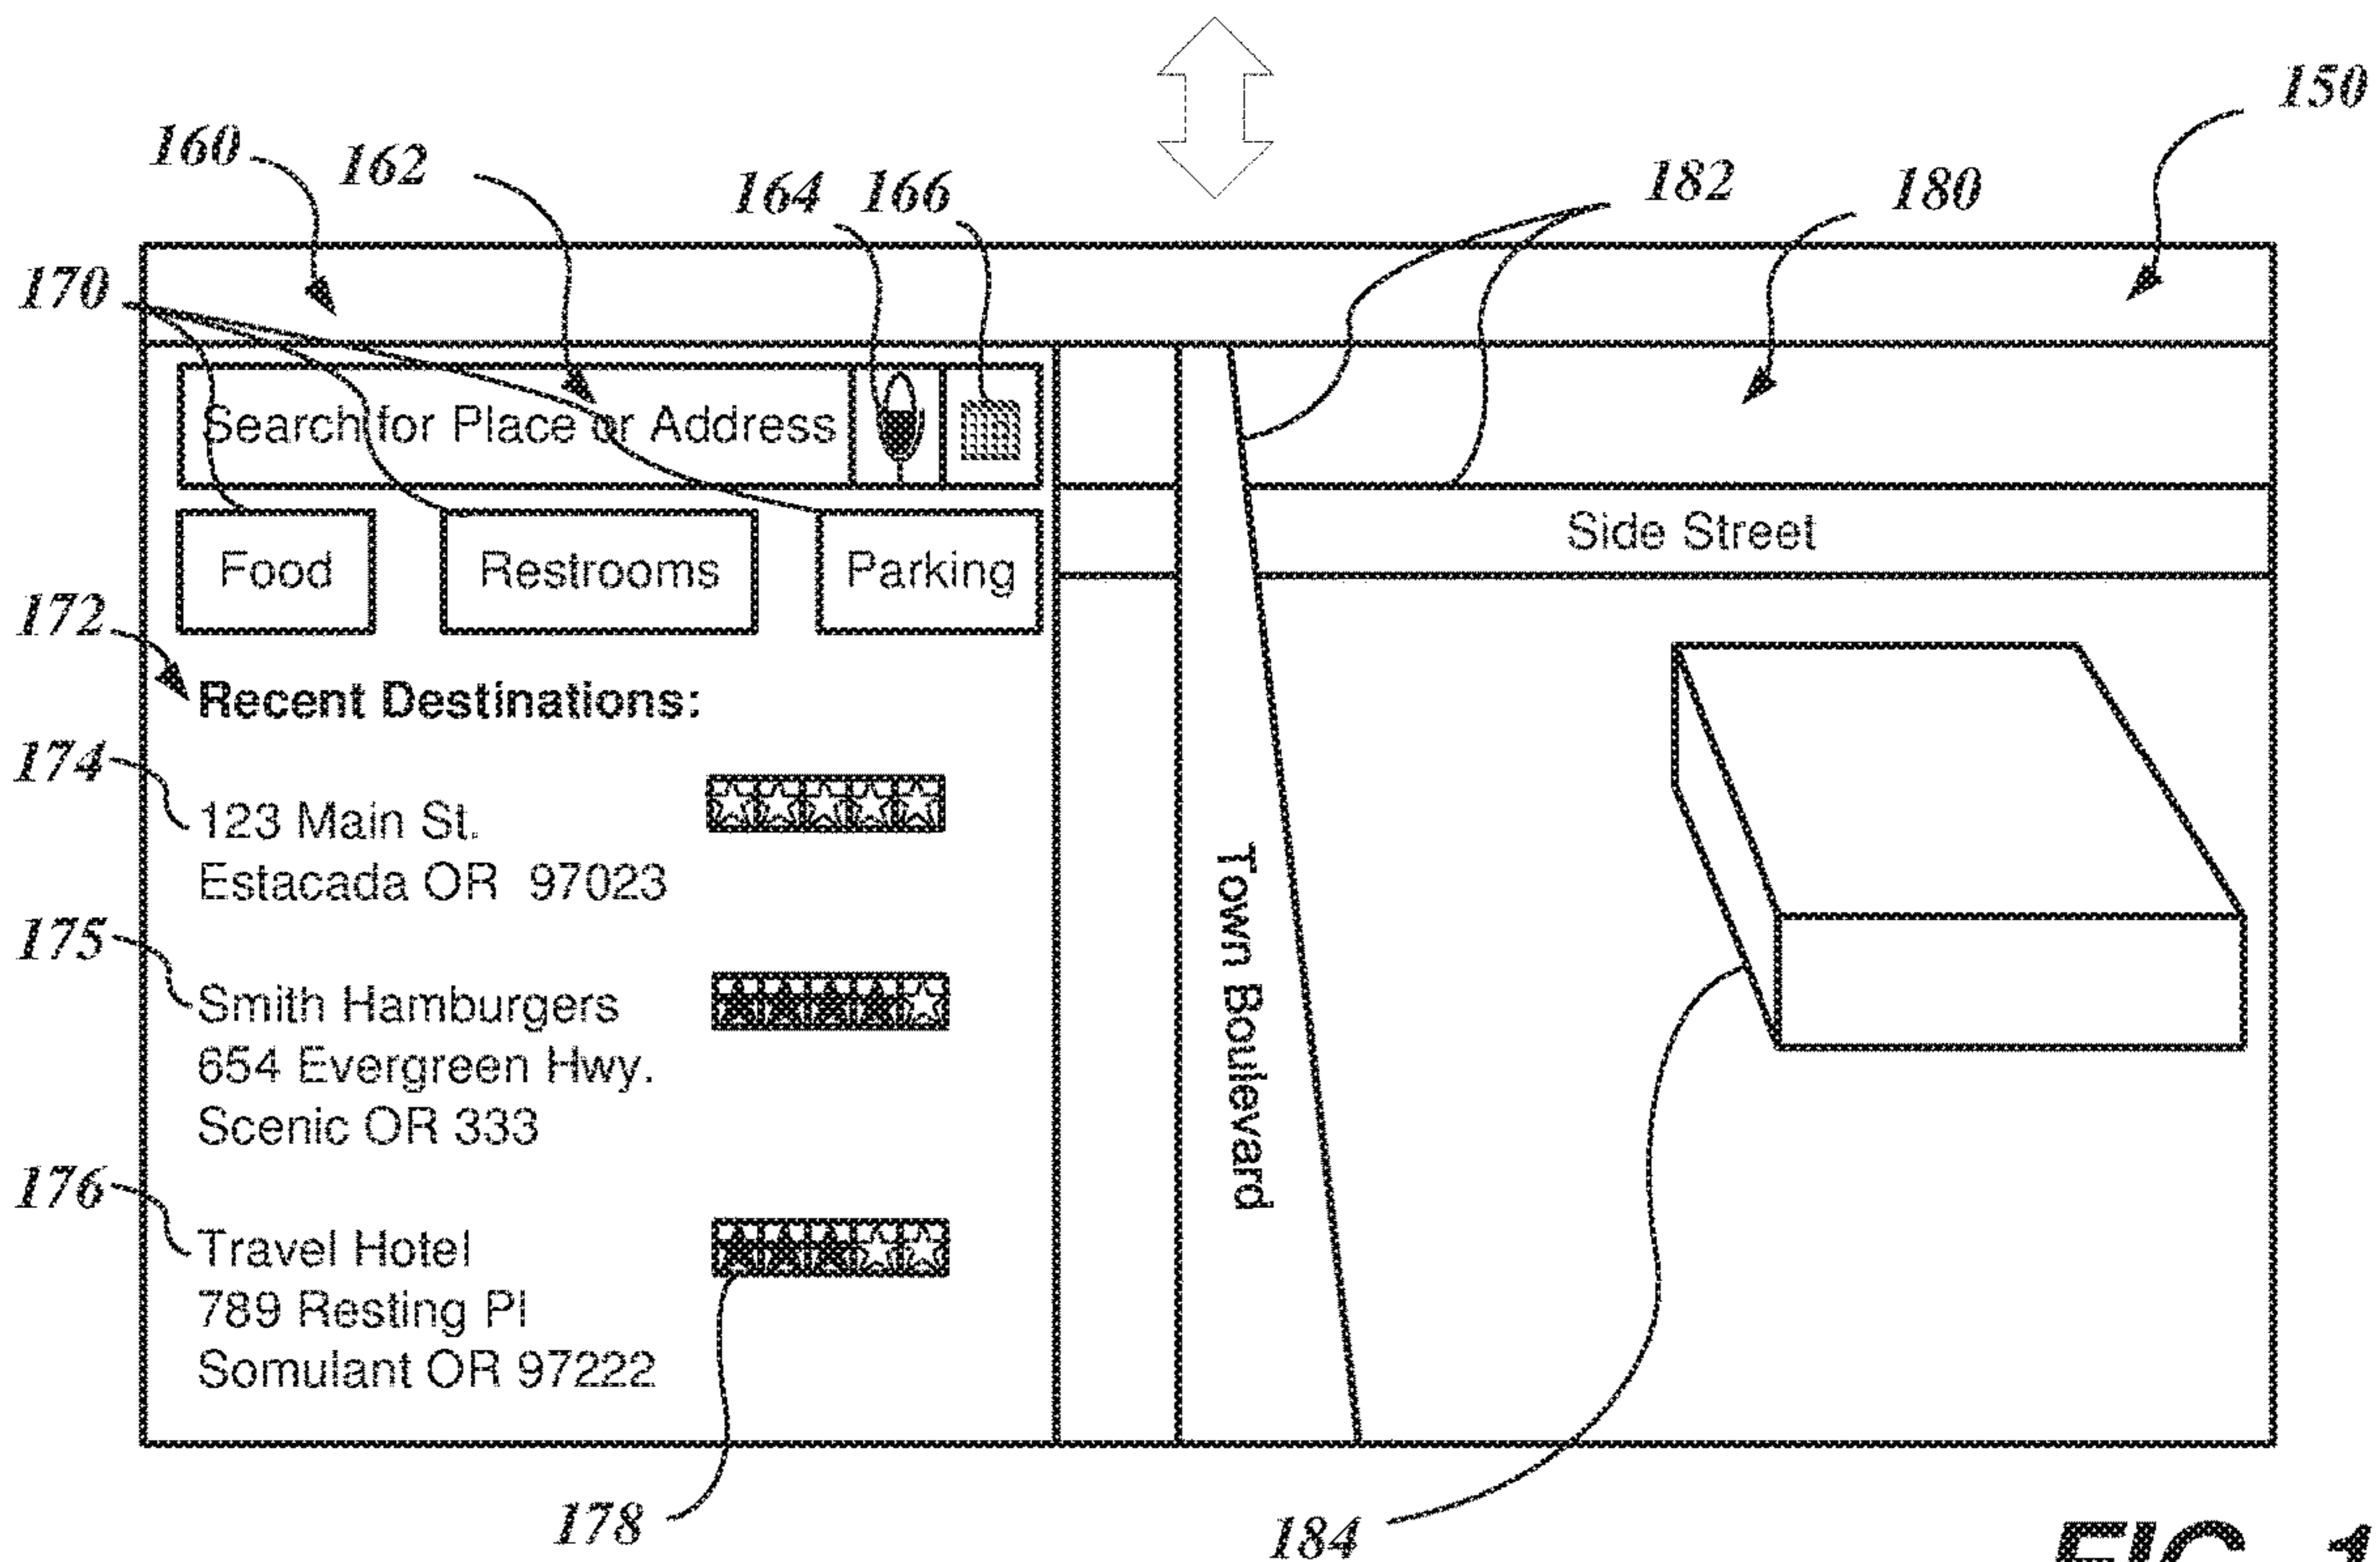 150
160
162
164
166
182
180
170
Search for Place or Address
Side Street
Food
Restrooms
Parking
172
Recent Destinations:
174
123 Main St.
Estacada OR 97023
175
Smith Hamburgers
654 Evergreen Hwy.
Scenic OR 333
Town Boulevard
176
Travel Hotel
789 Resting Pl
Somulant OR 97222
178
184
FIG. 1